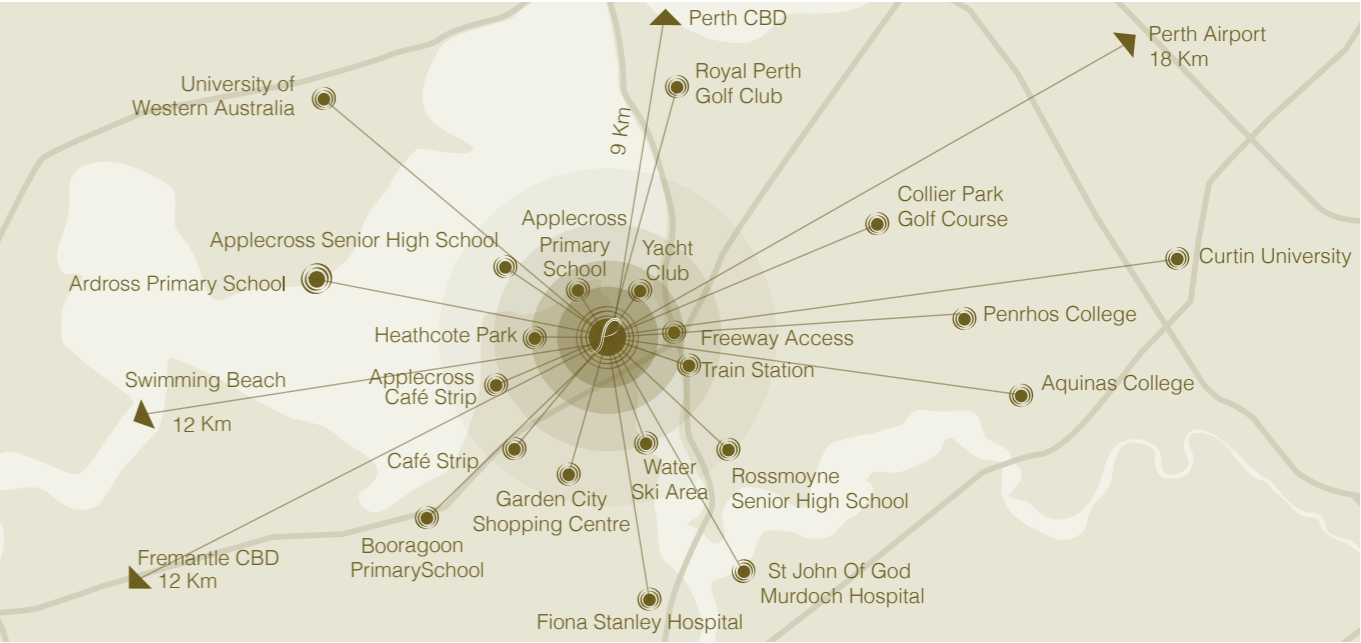 Perth CBD
Perth Airport
18 Km
Royal Perth
Golf Club
University of
Western Australia
9 Km
Collier Park
Golf Course
Applecross
Primary
School
Applecross Senior High School
Yacht
Club
Curtin University
Ardross Primary School
Penrhos College
Heathcote Park
Freeway Access
Train Station
Swimming Beach
12 Km
Applecross
Café Strip
Aquinas College
Café Strip
Water
Ski Area
Rossmoyne
Senior High School
Garden City
Shopping Centre
Booragoon
PrimarySchool
Fremantle CBD
12 Km
St John Of God
Murdoch Hospital
Fiona Stanley Hospital